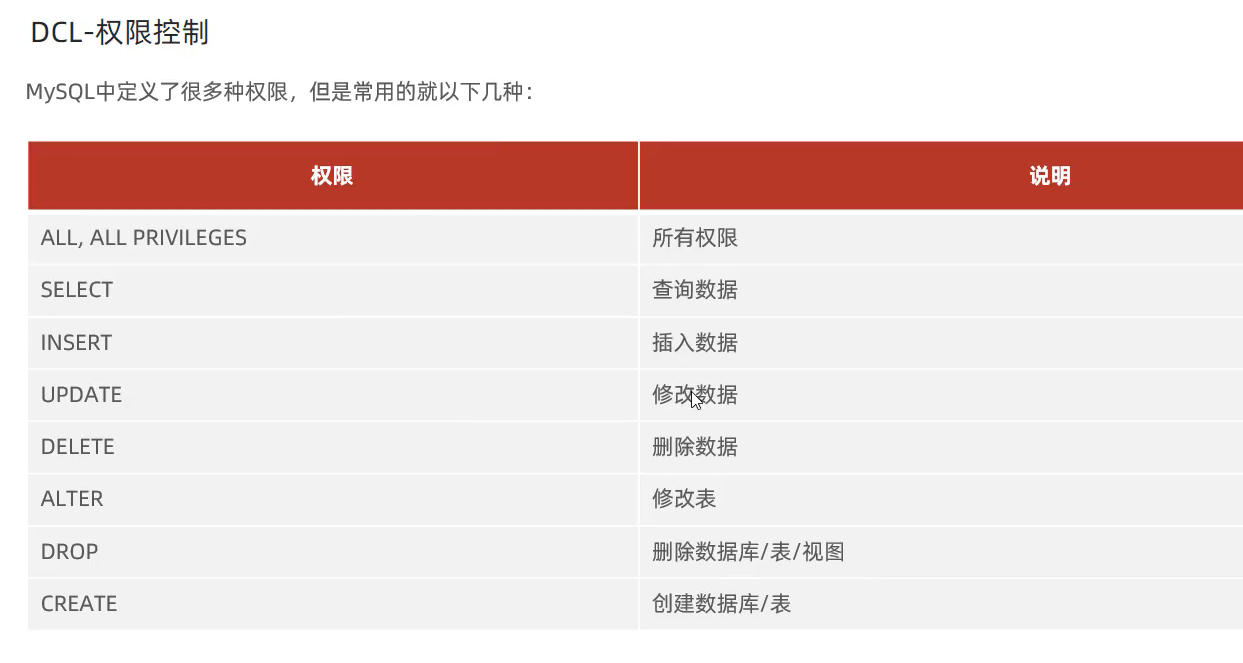 DCL-权限控制
MySQL中定义了很多种权限，但是常用的就以下几种：
权限 说明
ALL, ALL PRIVILEGES 所有权限
SELECT 查询数据
INSERT 插入数据
UPDATE 修改数据
DELETE 删除数据
ALTER 修改表
DROP 删除数据库/表/视图
CREATE 创建数据库/表